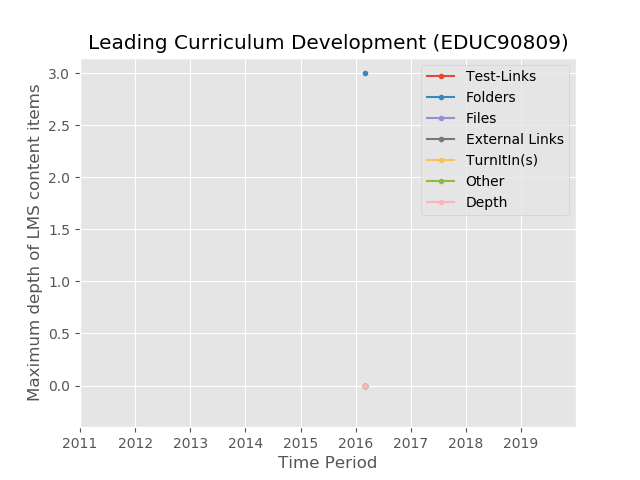 Leading Curriculum Development (EDUC90809)
Maximum depth of LMS content items
3.0
2.5
2.0
1.5
1.0
0.5
0.0
Test-Links
Folders
Files
External Links
TurnItIn(s)
Other
Depth
2011 2012 2013 2014 2015 2016 2017 2018 2019
Time Period